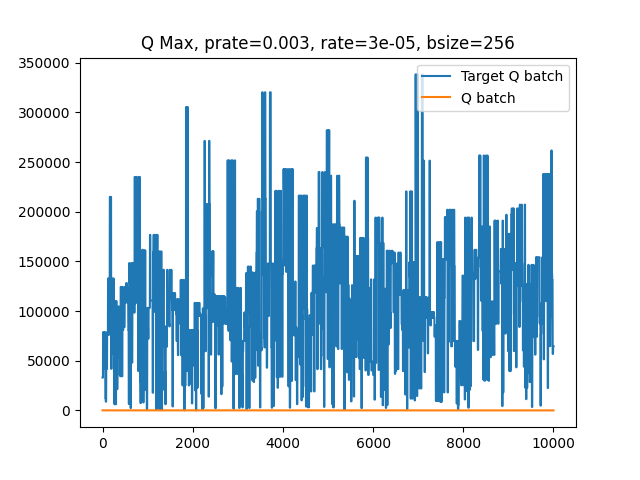 Q Max, prate=0.003, rate=3e-05, bsize=256
350000
300000
250000
200000
150000
100000
50000
0
Target Q batch
Q batch
0 2000 4000 6000 8000 10000